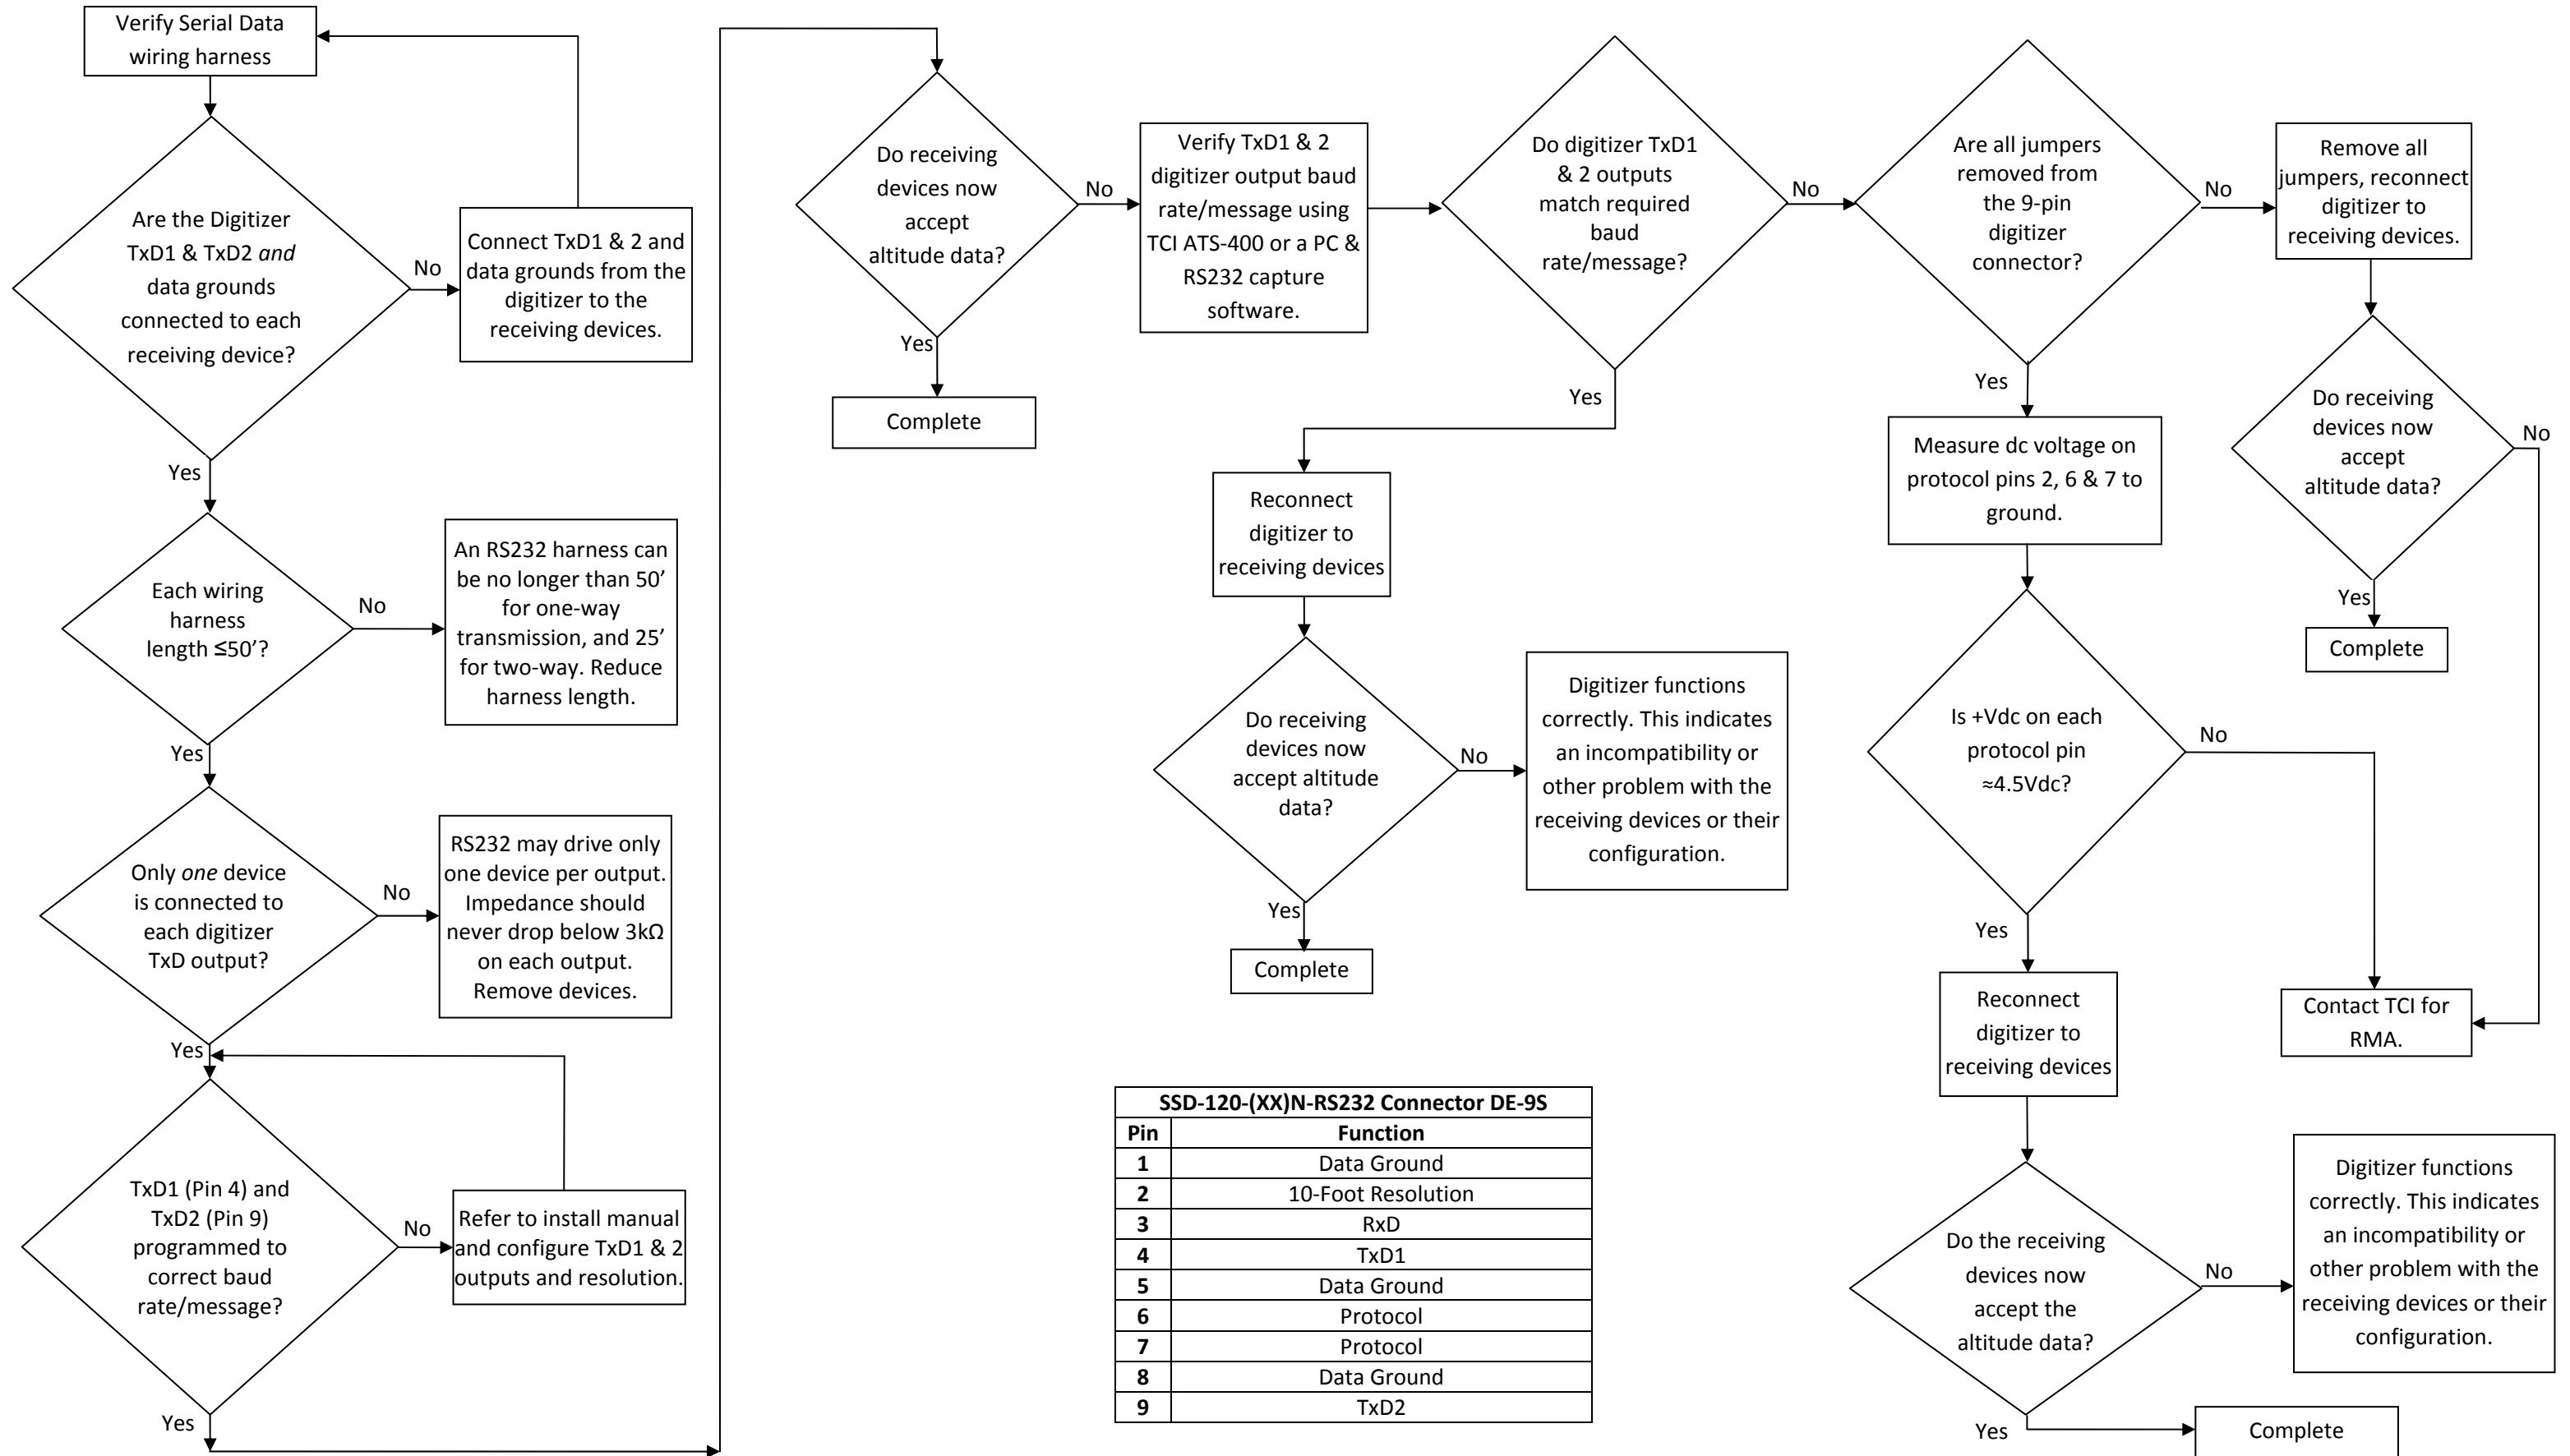 Verify Serial Data
wiring harness
Are the Digitizer
TxD1 & TxD2 and
data grounds
connected to each
receiving device?
No
Connect TxD1 & 2 and
data grounds from the
digitizer to the
receiving devices.
Yes
Each wiring
harness
length ≤50’?
No
An RS232 harness can
be no longer than 50’
for one-way
transmission, and 25’
for two-way. Reduce
harness length.
Yes
Only one device
is connected to
each digitizer
TxD output?
No
RS232 may drive only
one device per output.
Impedance should
never drop below 3kΩ
on each output.
Remove devices.
Yes
TxD1 (Pin 4) and
TxD2 (Pin 9)
programmed to
correct baud
rate/message?
No
Refer to install manual
and configure TxD1 & 2
outputs and resolution.
Yes
Do receiving
devices now
accept
altitude data?
Yes
Complete
No
Verify TxD1 & 2
digitizer output baud
rate/message using
TCI ATS-400 or a PC &
RS232 capture
software.
Do digitizer TxD1
& 2 outputs
match required
baud
rate/message?
Yes
Reconnect
digitizer to
receiving devices
Do receiving
devices now
accept altitude
data?
No
Digitizer functions
correctly. This indicates
an incompatibility or
other problem with the
receiving devices or their
configuration.
Yes
Complete
No
Are all jumpers
removed from
the 9-pin
digitizer
connector?
No
Remove all
jumpers, reconnect
digitizer to
receiving devices.
Do receiving
devices now
accept
altitude data?
No
Yes
Complete
Yes
Measure dc voltage on
protocol pins 2, 6 & 7 to
ground.
Is +Vdc on each
protocol pin
≈4.5Vdc?
No
Contact TCI for
RMA.
Yes
Reconnect
digitizer to
receiving devices
Do the receiving
devices now
accept the
altitude data?
No
Digitizer functions
correctly. This indicates
an incompatibility or
other problem with the
receiving devices or their
configuration.
Yes
Complete
SSD-120-(XX)N-RS232 Connector DE-9S
Pin Function
1 Data Ground
2 10-Foot Resolution
3 RxD
4 TxD1
5 Data Ground
6 Protocol
7 Protocol
8 Data Ground
9 TxD2